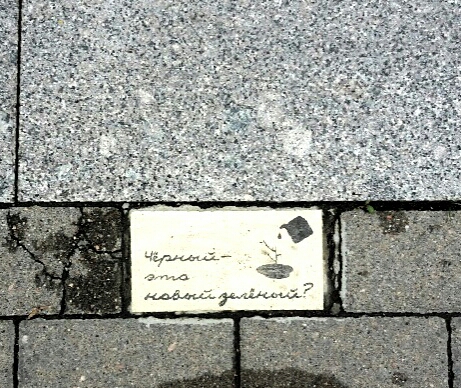 Чёрный –
это
новый зелёный?